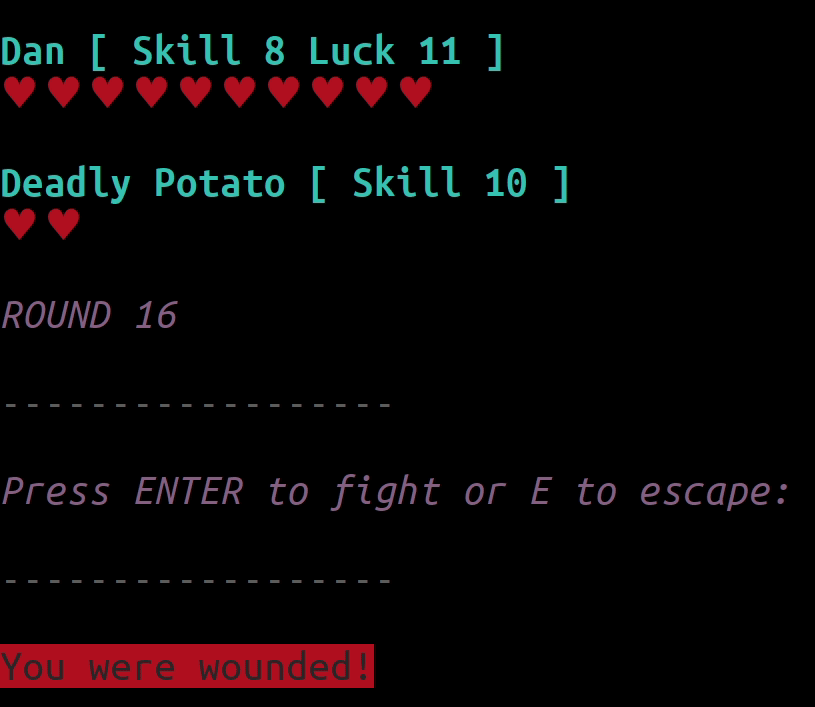 Dan [ Skill 8 Luck 11 ]
♥ ♥ ♥ ♥ ♥ ♥ ♥ ♥ ♥ ♥
Deadly Potato [ Skill 10 ]
♥ ♥
ROUND 16
------------------
Press ENTER to fight or E to escape:
------------------
You were wounded!